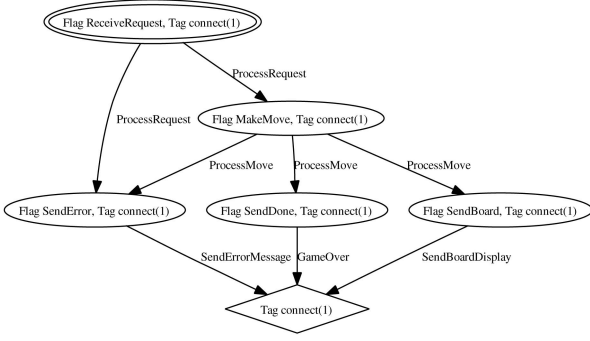 Flag ReceiveRequest, Tag connect(1)
ProcessRequest
Flag MakeMove, Tag connect(1)
ProcessRequest
ProcessMove
ProcessMove
ProcessMove
Flag SendError, Tag connect(1)
Flag SendDone, Tag connect(1)
Flag SendBoard, Tag connect(1)
SendErrorMessage
GameOver
SendBoardDisplay
Tag connect(1)